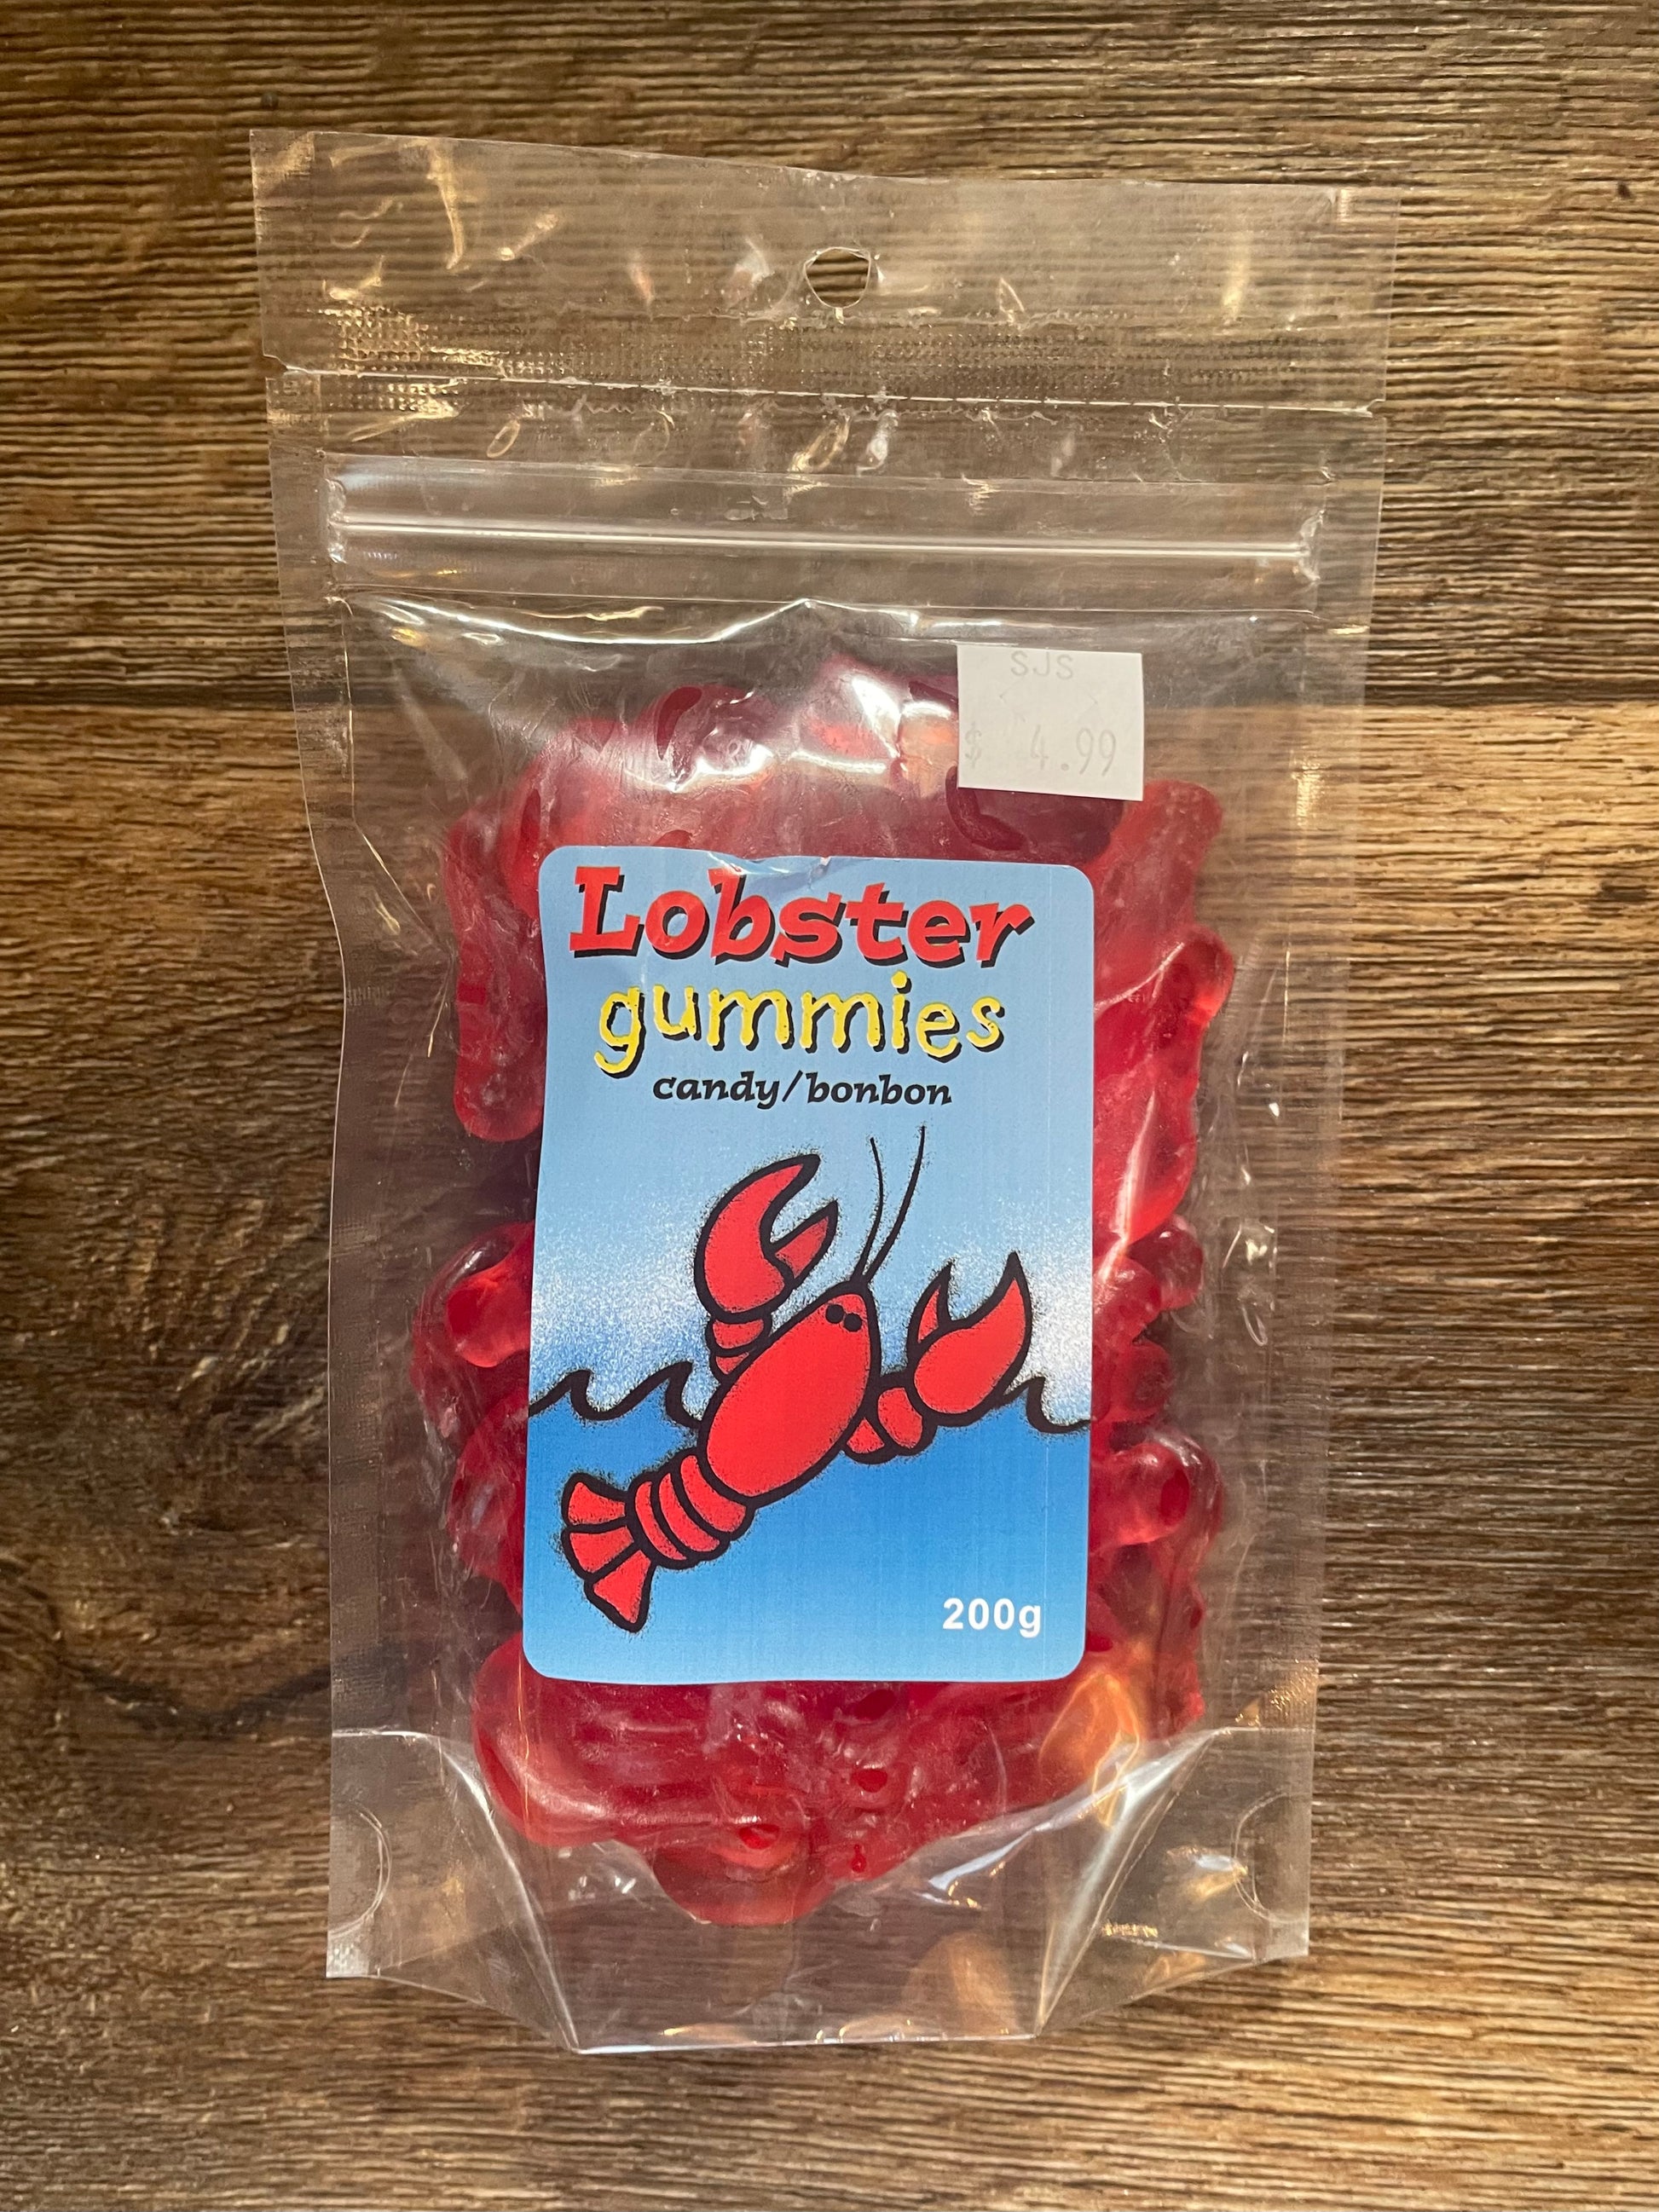 SJS
$ 4.99
Lobster
gummies
candy/bonbon
200g